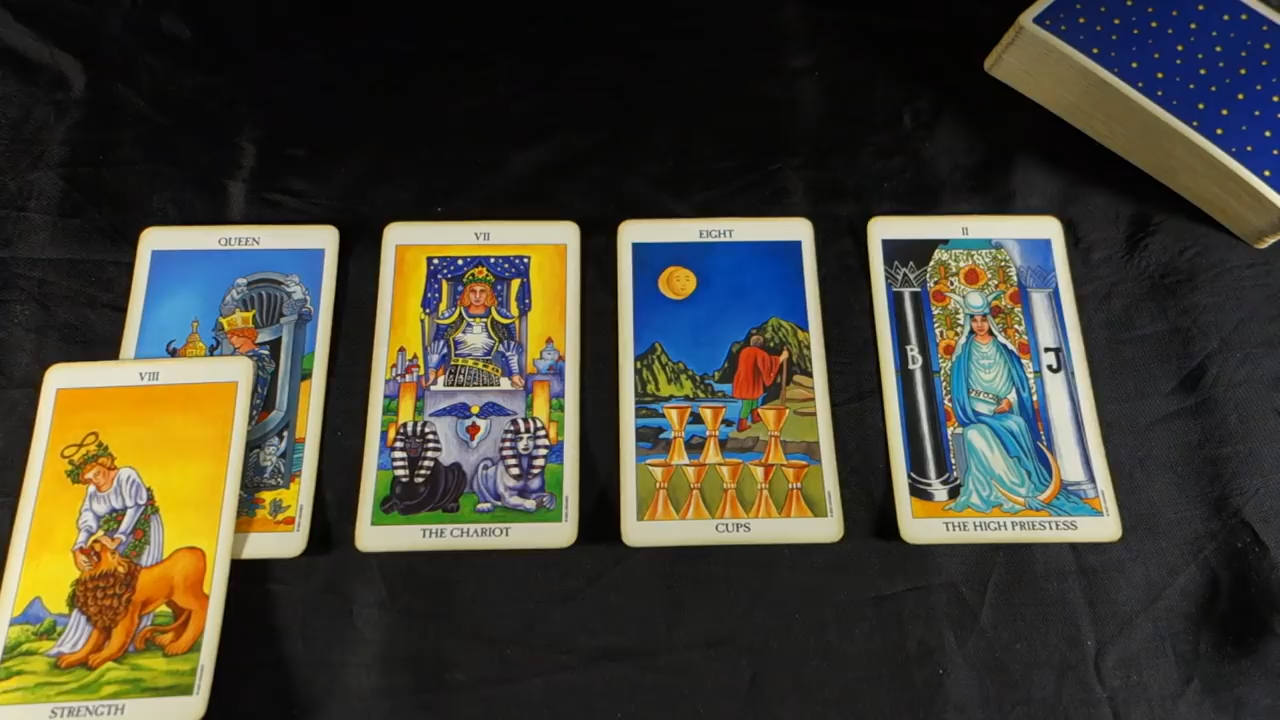 QUEEN
VIII
STRENGTH
VII
THE CHARIOT
EIGHT
CUPS
II
B
J
THE HIGH PRIESTESS